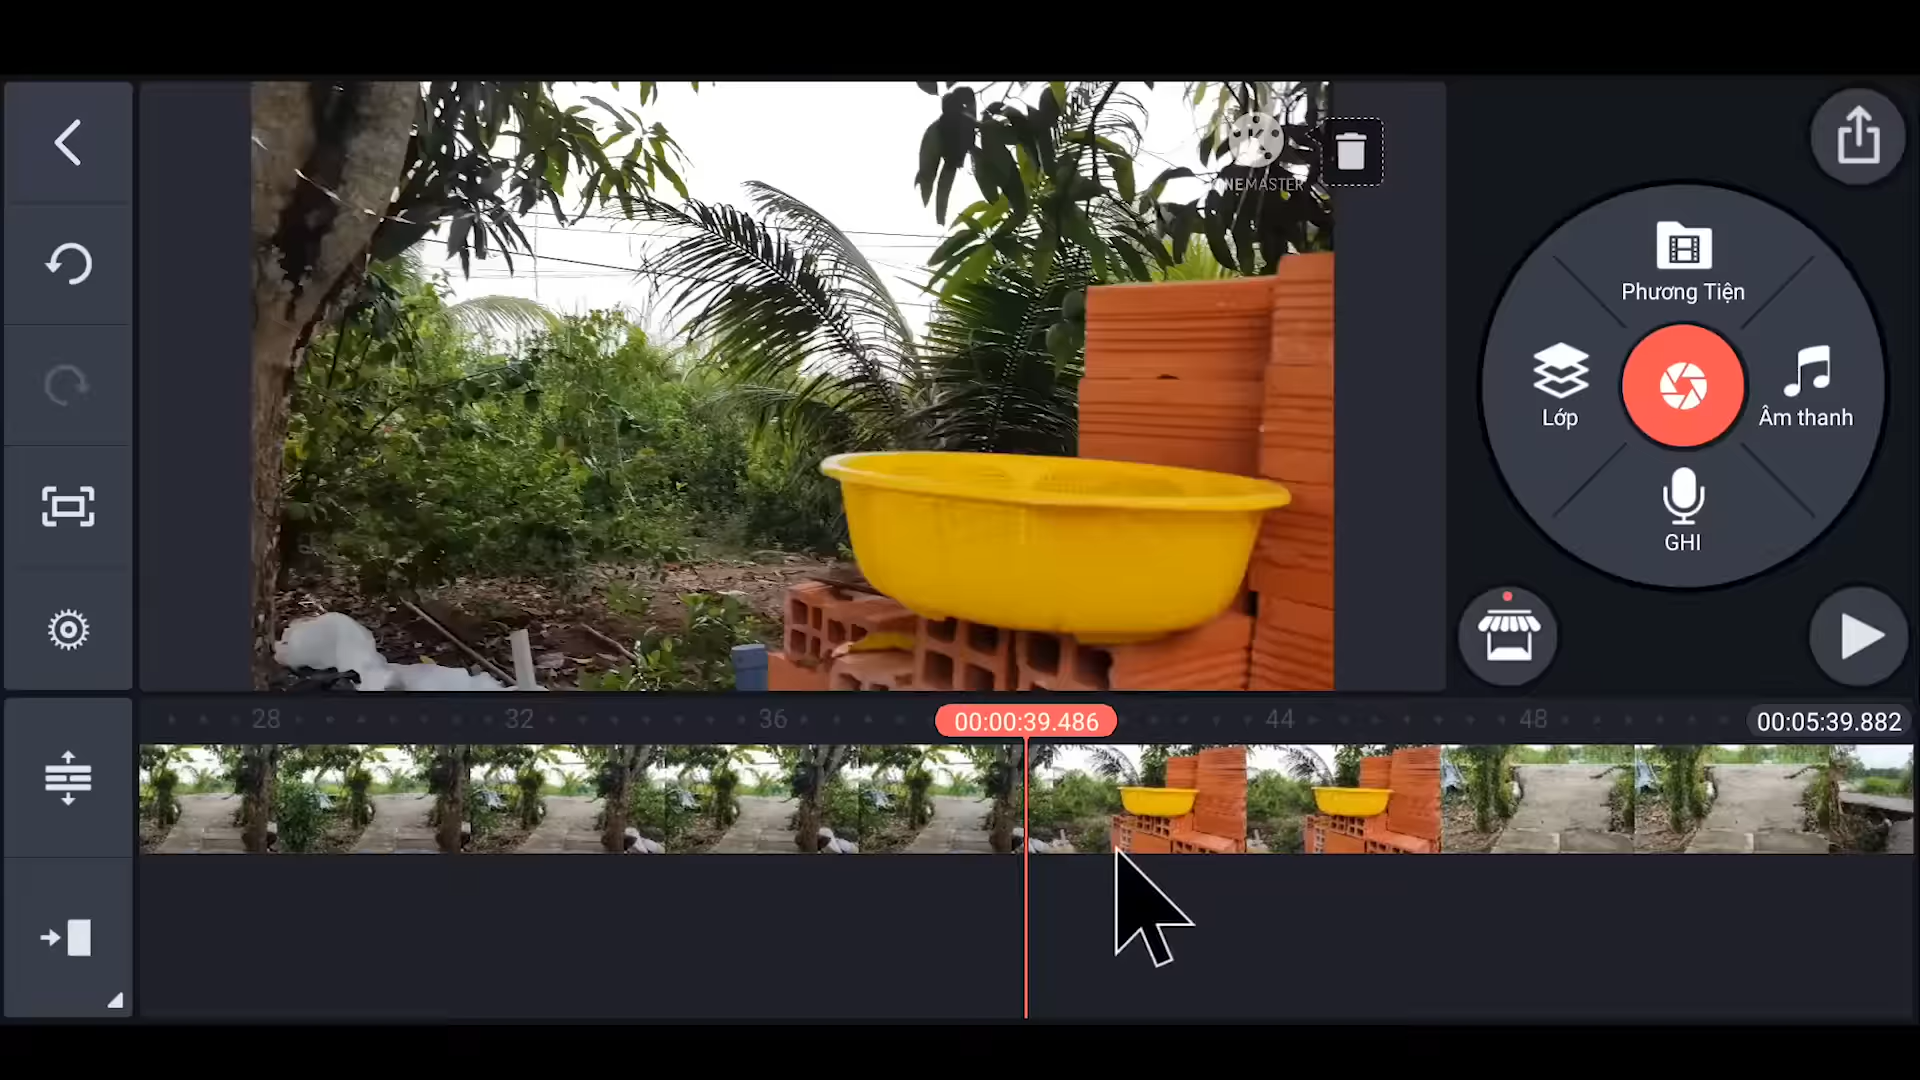 KINEMASTER
Phương Tiện
Lớp
Âm thanh
GHI
28
32
36
00:00:39.486
44
48
00:05:39.882